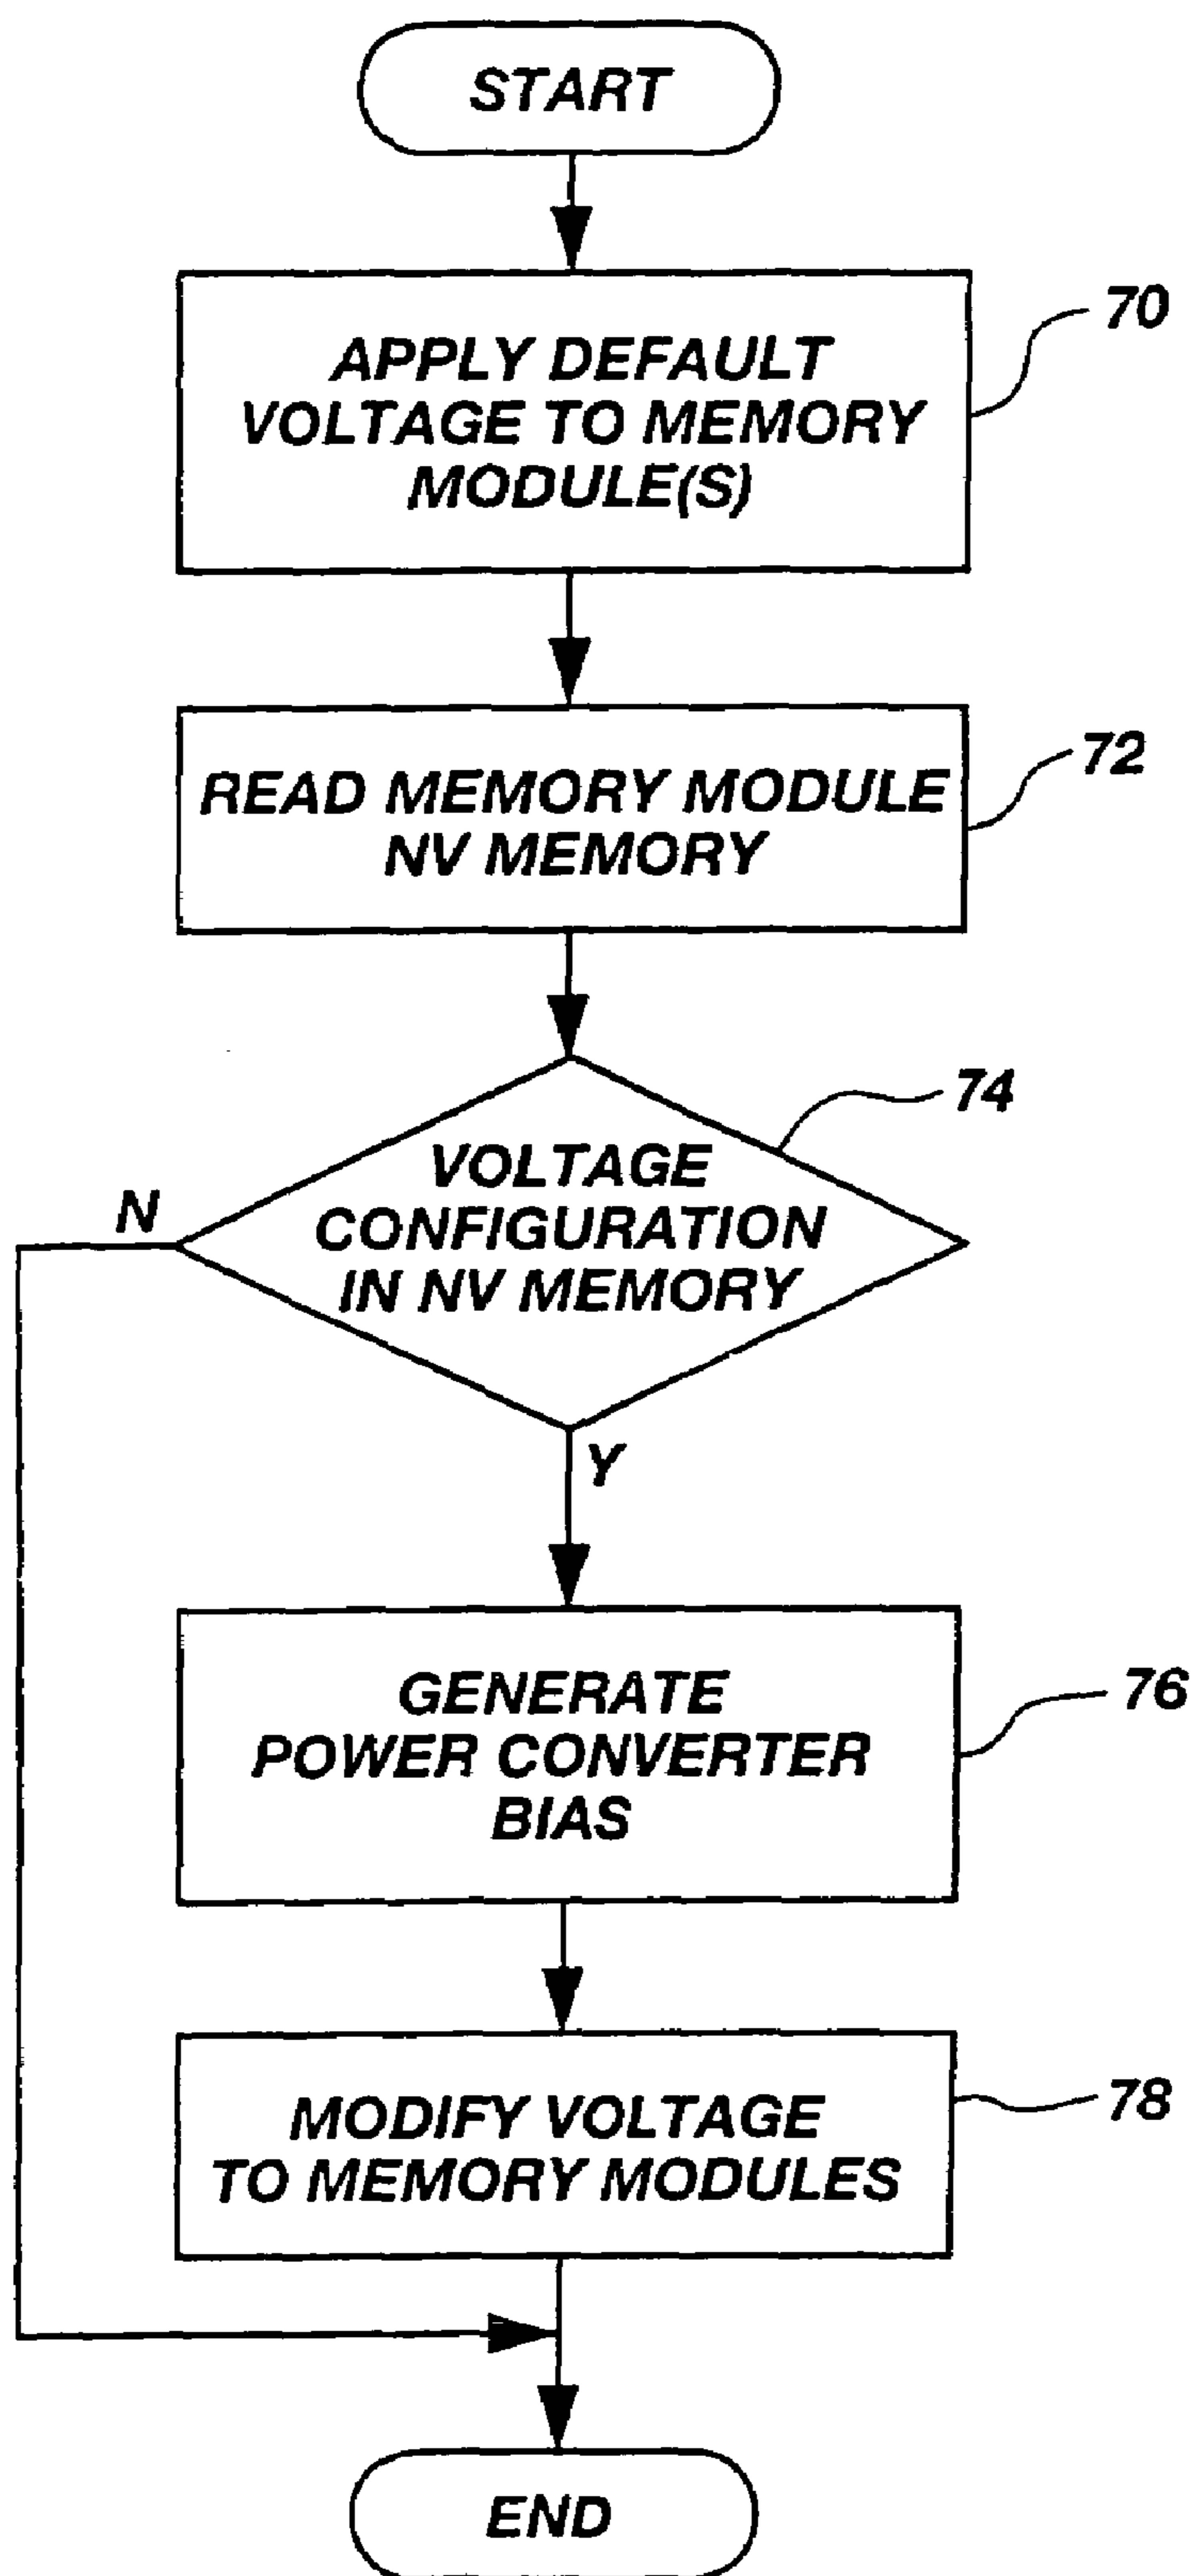 START
APPLY DEFAULT
VOLTAGE TO MEMORY
MODULE(S)
70
READ MEMORY MODULE
NV MEMORY
72
VOLTAGE
CONFIGURATION
IN NV MEMORY
74
N
Y
GENERATE
POWER CONVERTER
BIAS
76
MODIFY VOLTAGE
TO MEMORY MODULES
78
END